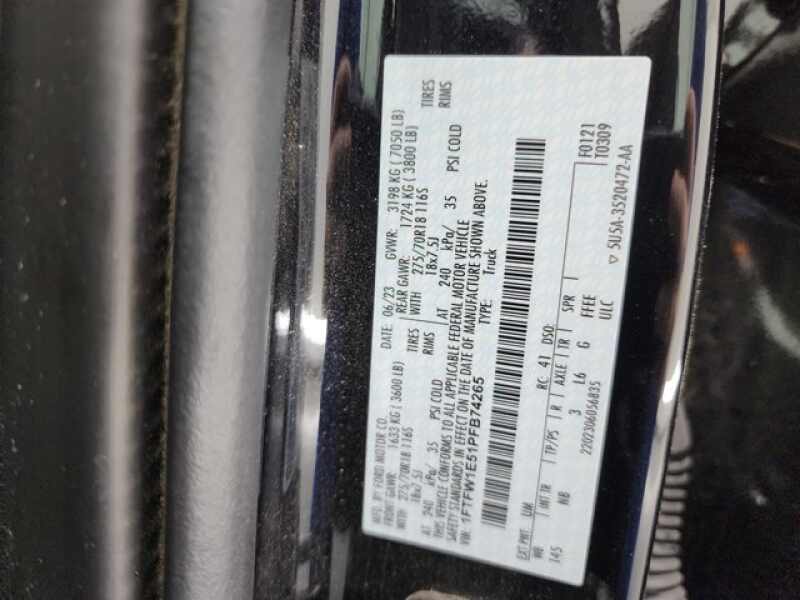 MFD. BY FORD MOTOR CO.
DATE: 06/23 GVWR: 3198 KG ( 7050 LB)
FRONT GAWR: 1633 KG ( 3600 LB) REAR GAWR: 1724 KG ( 3800 LB)
WITH 275/70R18 116S TIRES WITH 275/70R18 116S TIRES
18x7.5J RIMS 18x7.5J RIMS
AT 240 kPa/ 35 PSI COLD AT 240 kPa/ 35 PSI COLD
THIS VEHICLE CONFORMS TO ALL APPLICABLE FEDERAL MOTOR VEHICLE
SAFETY STANDARDS IN EFFECT ON THE DATE OF MANUFACTURE SHOWN ABOVE.
VIN: 1FTFW1E51PFB74265 TYPE: Truck
F0121
T0309
EXT PNT: UM RC: 41 DSO:
WB INT TR TP/PS R AXLE TR SPR
145 NB 3 L6 G FFEE
2202306056835 ULC
▽ 5U5A-3520472-AA